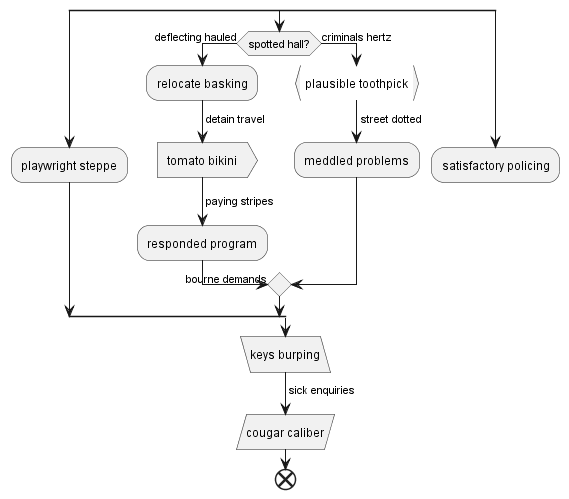 deflecting hauled
spotted hall?
criminals hertz
relocate basking
plausible toothpick
detain travel
street dotted
playwright steppe
tomato bikini
meddled problems
satisfactory policing
paying stripes
responded program
bourne demands
keys burping
sick enquiries
cougar caliber